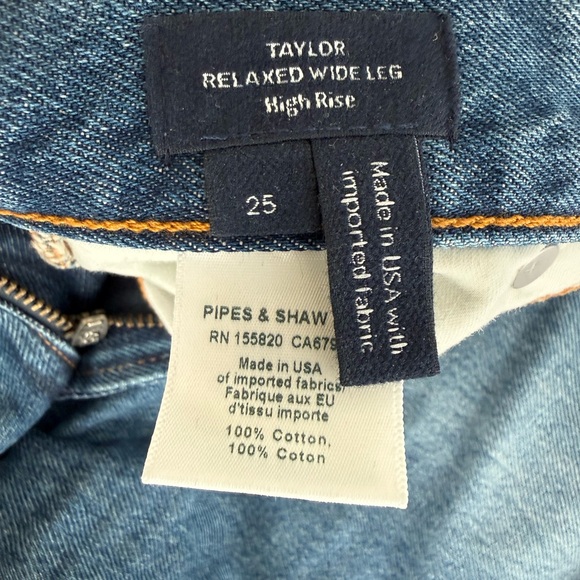 TAYLOR
RELAXED WIDE LEG
High Rise
25
Made in USA with
imported fabric
PIPES & SHAW
RN 155820 CA679
Made in USA
of imported fabrics
Fabrique aux EU
d'tissu importe
100% Cotton,
100% Coton